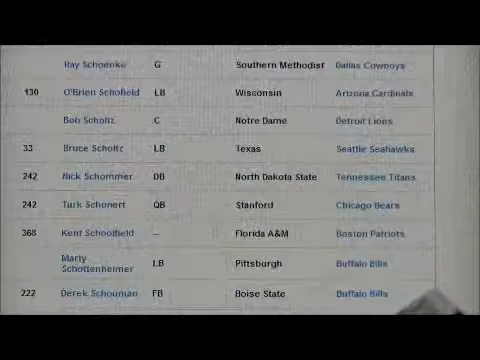 Ray Schoenke G Southern Methodist Dallas Cowboys
130 O'Brien Schofield LB Wisconsin Arizona Cardinals
Bob Scholtz C Notre Dame Detroit Lions
33 Bruce Scholtz LB Texas Seattle Seahawks
242 Nick Schommer DB North Dakota State Tennessee Titans
242 Turk Schonert QB Stanford Chicago Bears
368 Kent Schoolfield -- Florida A&M Boston Patriots
Marty
Schottenheimer LB Pittsburgh Buffalo Bills
222 Derek Schouman FB Boise State Buffalo Bills